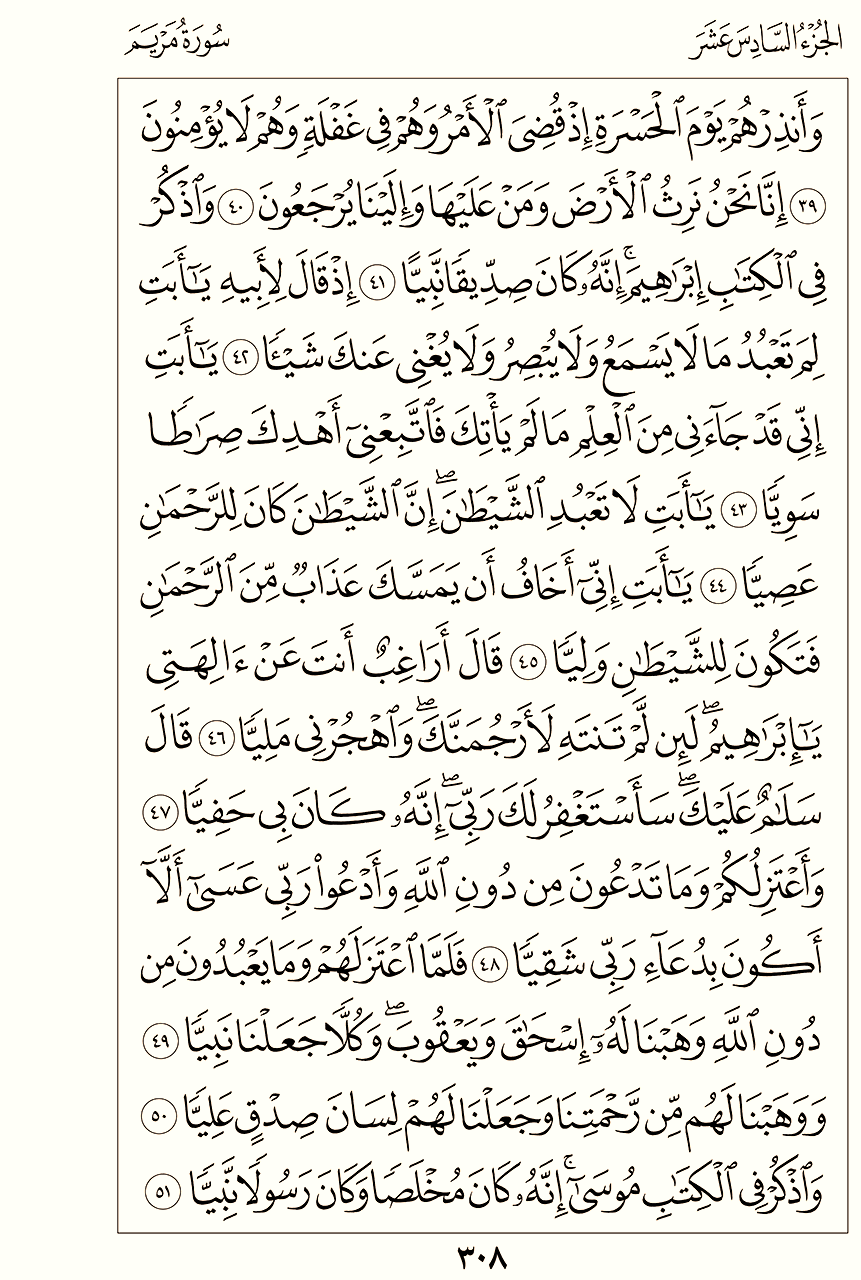 الجُزْءُ السَّادِسَ عَشَرَ
سُورَةُ مَرْيَمَ
وَأَنذِرْهُمْ يَوْمَ ٱلْحَسْرَةِ إِذْ قُضِىَ ٱلْأَمْرُ وَهُمْ فِى غَفْلَةٍ وَهُمْ لَا يُؤْمِنُونَ
٣٩ إِنَّا نَحْنُ نَرِثُ ٱلْأَرْضَ وَمَنْ عَلَيْهَا وَإِلَيْنَا يُرْجَعُونَ ٤٠ وَٱذْكُرْ
فِى ٱلْكِتَٰبِ إِبْرَٰهِيمَ ۚ إِنَّهُۥ كَانَ صِدِّيقًا نَّبِيًّا ٤١ إِذْ قَالَ لِأَبِيهِ يَٰٓأَبَتِ
لِمَ تَعْبُدُ مَا لَا يَسْمَعُ وَلَا يُبْصِرُ وَلَا يُغْنِى عَنكَ شَيْـًٔا ٤٢ يَٰٓأَبَتِ
إِنِّى قَدْ جَآءَنِى مِنَ ٱلْعِلْمِ مَا لَمْ يَأْتِكَ فَٱتَّبِعْنِىٓ أَهْدِكَ صِرَٰطًا
سَوِيًّا ٤٣ يَٰٓأَبَتِ لَا تَعْبُدِ ٱلشَّيْطَٰنَ ۖ إِنَّ ٱلشَّيْطَٰنَ كَانَ لِلرَّحْمَٰنِ
عَصِيًّا ٤٤ يَٰٓأَبَتِ إِنِّىٓ أَخَافُ أَن يَمَسَّكَ عَذَابٌ مِّنَ ٱلرَّحْمَٰنِ
فَتَكُونَ لِلشَّيْطَٰنِ وَلِيًّا ٤٥ قَالَ أَرَاغِبٌ أَنتَ عَنْ ءَالِهَتِى
يَٰٓإِبْرَٰهِيمُ ۖ لَئِن لَّمْ تَنتَهِ لَأَرْجُمَنَّكَ ۖ وَٱهْجُرْنِى مَلِيًّا ٤٦ قَالَ
سَلَٰمٌ عَلَيْكَ ۖ سَأَسْتَغْفِرُ لَكَ رَبِّىٓ ۖ إِنَّهُۥ كَانَ بِى حَفِيًّا ٤٧
وَأَعْتَزِلُكُمْ وَمَا تَدْعُونَ مِن دُونِ ٱللَّهِ وَأَدْعُوا۟ رَبِّى عَسَىٰٓ أَلَّآ
أَكُونَ بِدُعَآءِ رَبِّى شَقِيًّا ٤٨ فَلَمَّا ٱعْتَزَلَهُمْ وَمَا يَعْبُدُونَ مِن
دُونِ ٱللَّهِ وَهَبْنَا لَهُۥٓ إِسْحَٰقَ وَيَعْقُوبَ ۖ وَكُلًّا جَعَلْنَا نَبِيًّا ٤٩
وَوَهَبْنَا لَهُم مِّن رَّحْمَتِنَا وَجَعَلْنَا لَهُمْ لِسَانَ صِدْقٍ عَلِيًّا ٥٠
وَٱذْكُرْ فِى ٱلْكِتَٰبِ مُوسَىٰٓ ۚ إِنَّهُۥ كَانَ مُخْلَصًا وَكَانَ رَسُولًا نَّبِيًّا ٥١
٣٠٨